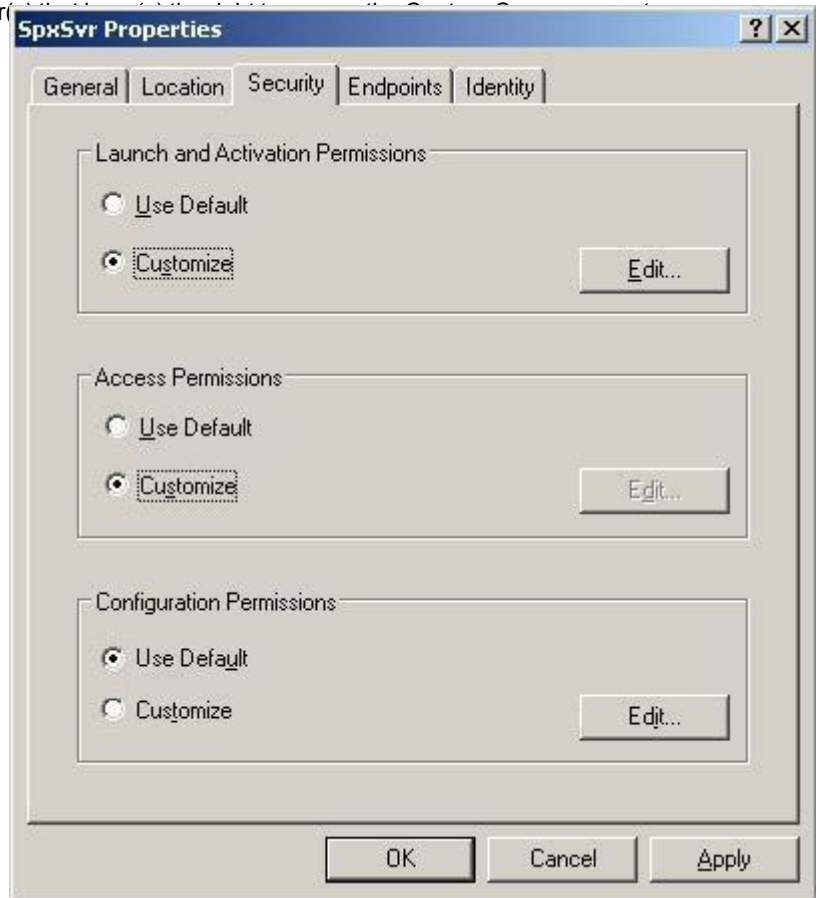 SpxSvr Properties
General Location Security Endpoints Identity
Launch and Activation Permissions
Use Default
Customize
Edit...
Access Permissions
Use Default
Customize
Edit...
Configuration Permissions
Use Default
Customize
Edit...
OK Cancel Apply